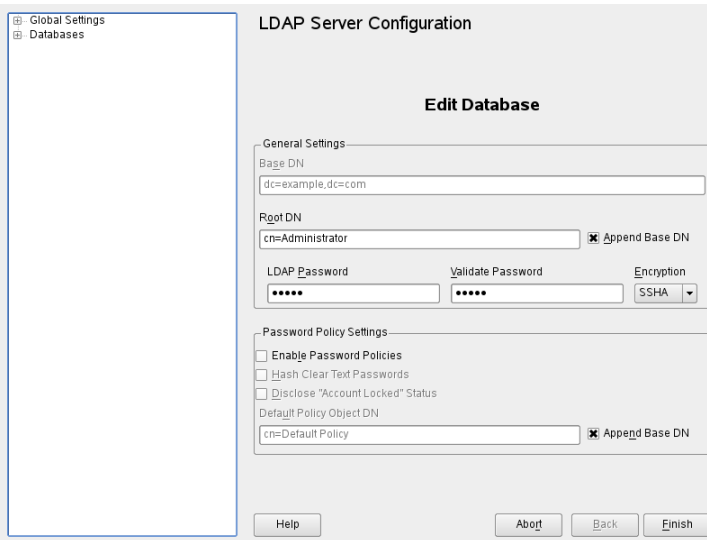 Global Settings
Databases
LDAP Server Configuration
Edit Database
General Settings
Base DN
dc=example,dc=com
Root DN
cn=Administrator
Append Base DN
LDAP Password Validate Password Encryption
●●●●● ●●●●● SSHA
Password Policy Settings
Enable Password Policies
Hash Clear Text Passwords
Disclose "Account Locked" Status
Default Policy Object DN
cn=Default Policy
Append Base DN
Help Abort Back Finish